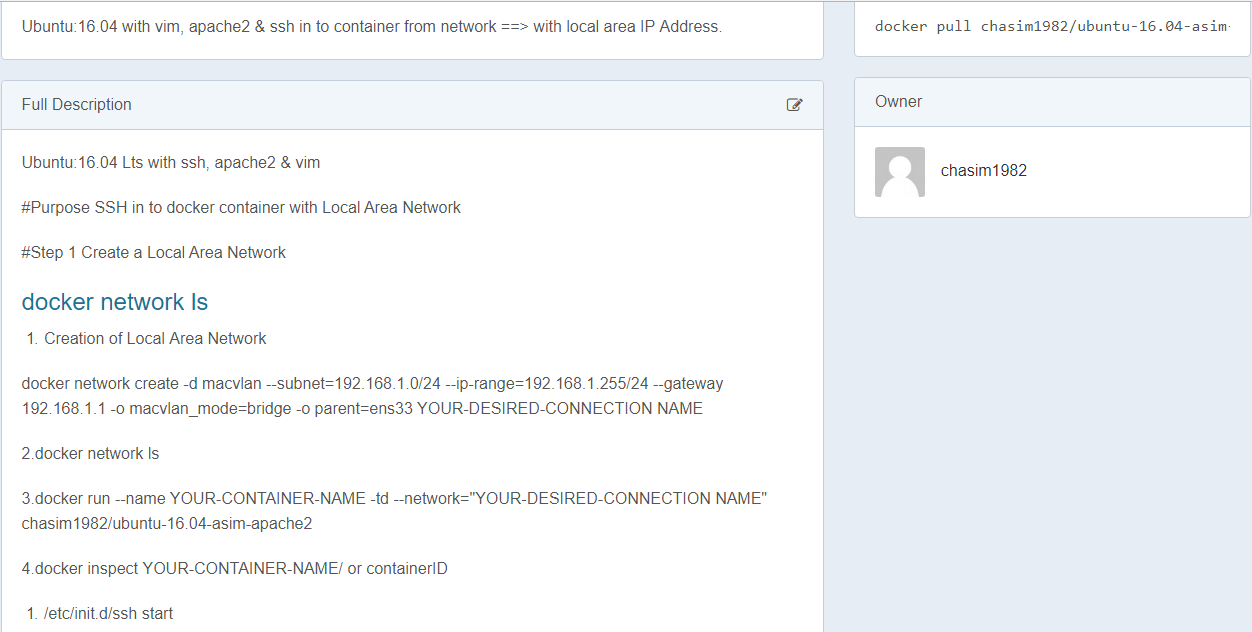 Ubuntu:16.04 with vim, apache2 & ssh in to container from network ==> with local area IP Address.
Full Description
Ubuntu:16.04 Lts with ssh, apache2 & vim
#Purpose SSH in to docker container with Local Area Network
#Step 1 Create a Local Area Network
docker network ls
1. Creation of Local Area Network
docker network create -d macvlan --subnet=192.168.1.0/24 --ip-range=192.168.1.255/24 --gateway
192.168.1.1 -o macvlan_mode=bridge -o parent=ens33 YOUR-DESIRED-CONNECTION NAME
2.docker network ls
3.docker run --name YOUR-CONTAINER-NAME -td --network="YOUR-DESIRED-CONNECTION NAME"
chasim1982/ubuntu-16.04-asim-apache2
4.docker inspect YOUR-CONTAINER-NAME/ or containerID
1. /etc/init.d/ssh start
docker pull chasim1982/ubuntu-16.04-asim-
Owner
chasim1982